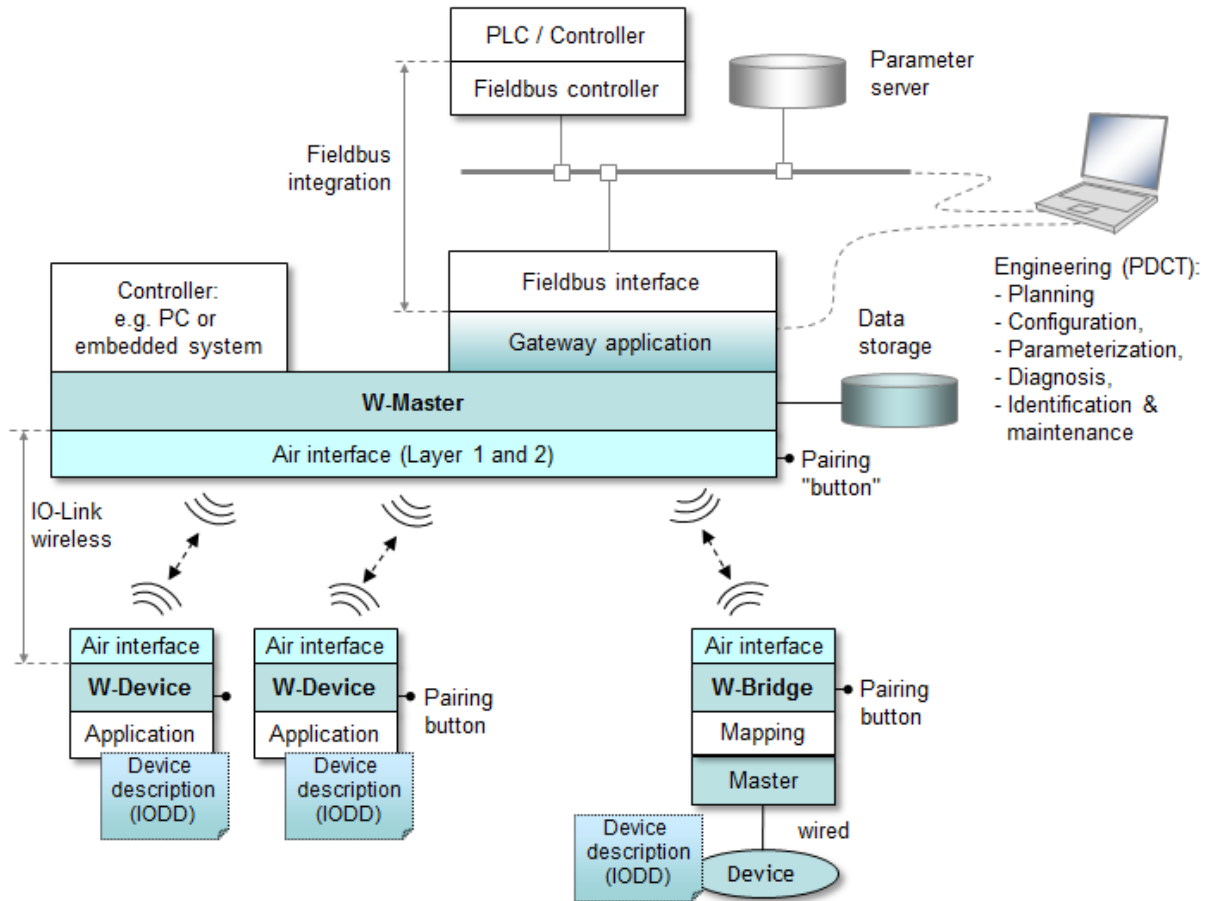 PLC / Controller
Fieldbus controller
Parameter
server
Fieldbus
integration
Controller:
e.g. PC or
embedded system
Fieldbus interface
Gateway application
Data
storage
Engineering (PDCT):
- Planning
- Configuration,
- Parameterization,
- Diagnosis,
- Identification &
maintenance
W-Master
Air interface (Layer 1 and 2)
Pairing
"button"
IO-Link
wireless
Air interface
W-Device
Application
Device
description
(IODD)
Air interface
W-Device
Application
Pairing
button
Device
description
(IODD)
Air interface
W-Bridge
Mapping
Master
Pairing
button
wired
Device
description
(IODD)
Device